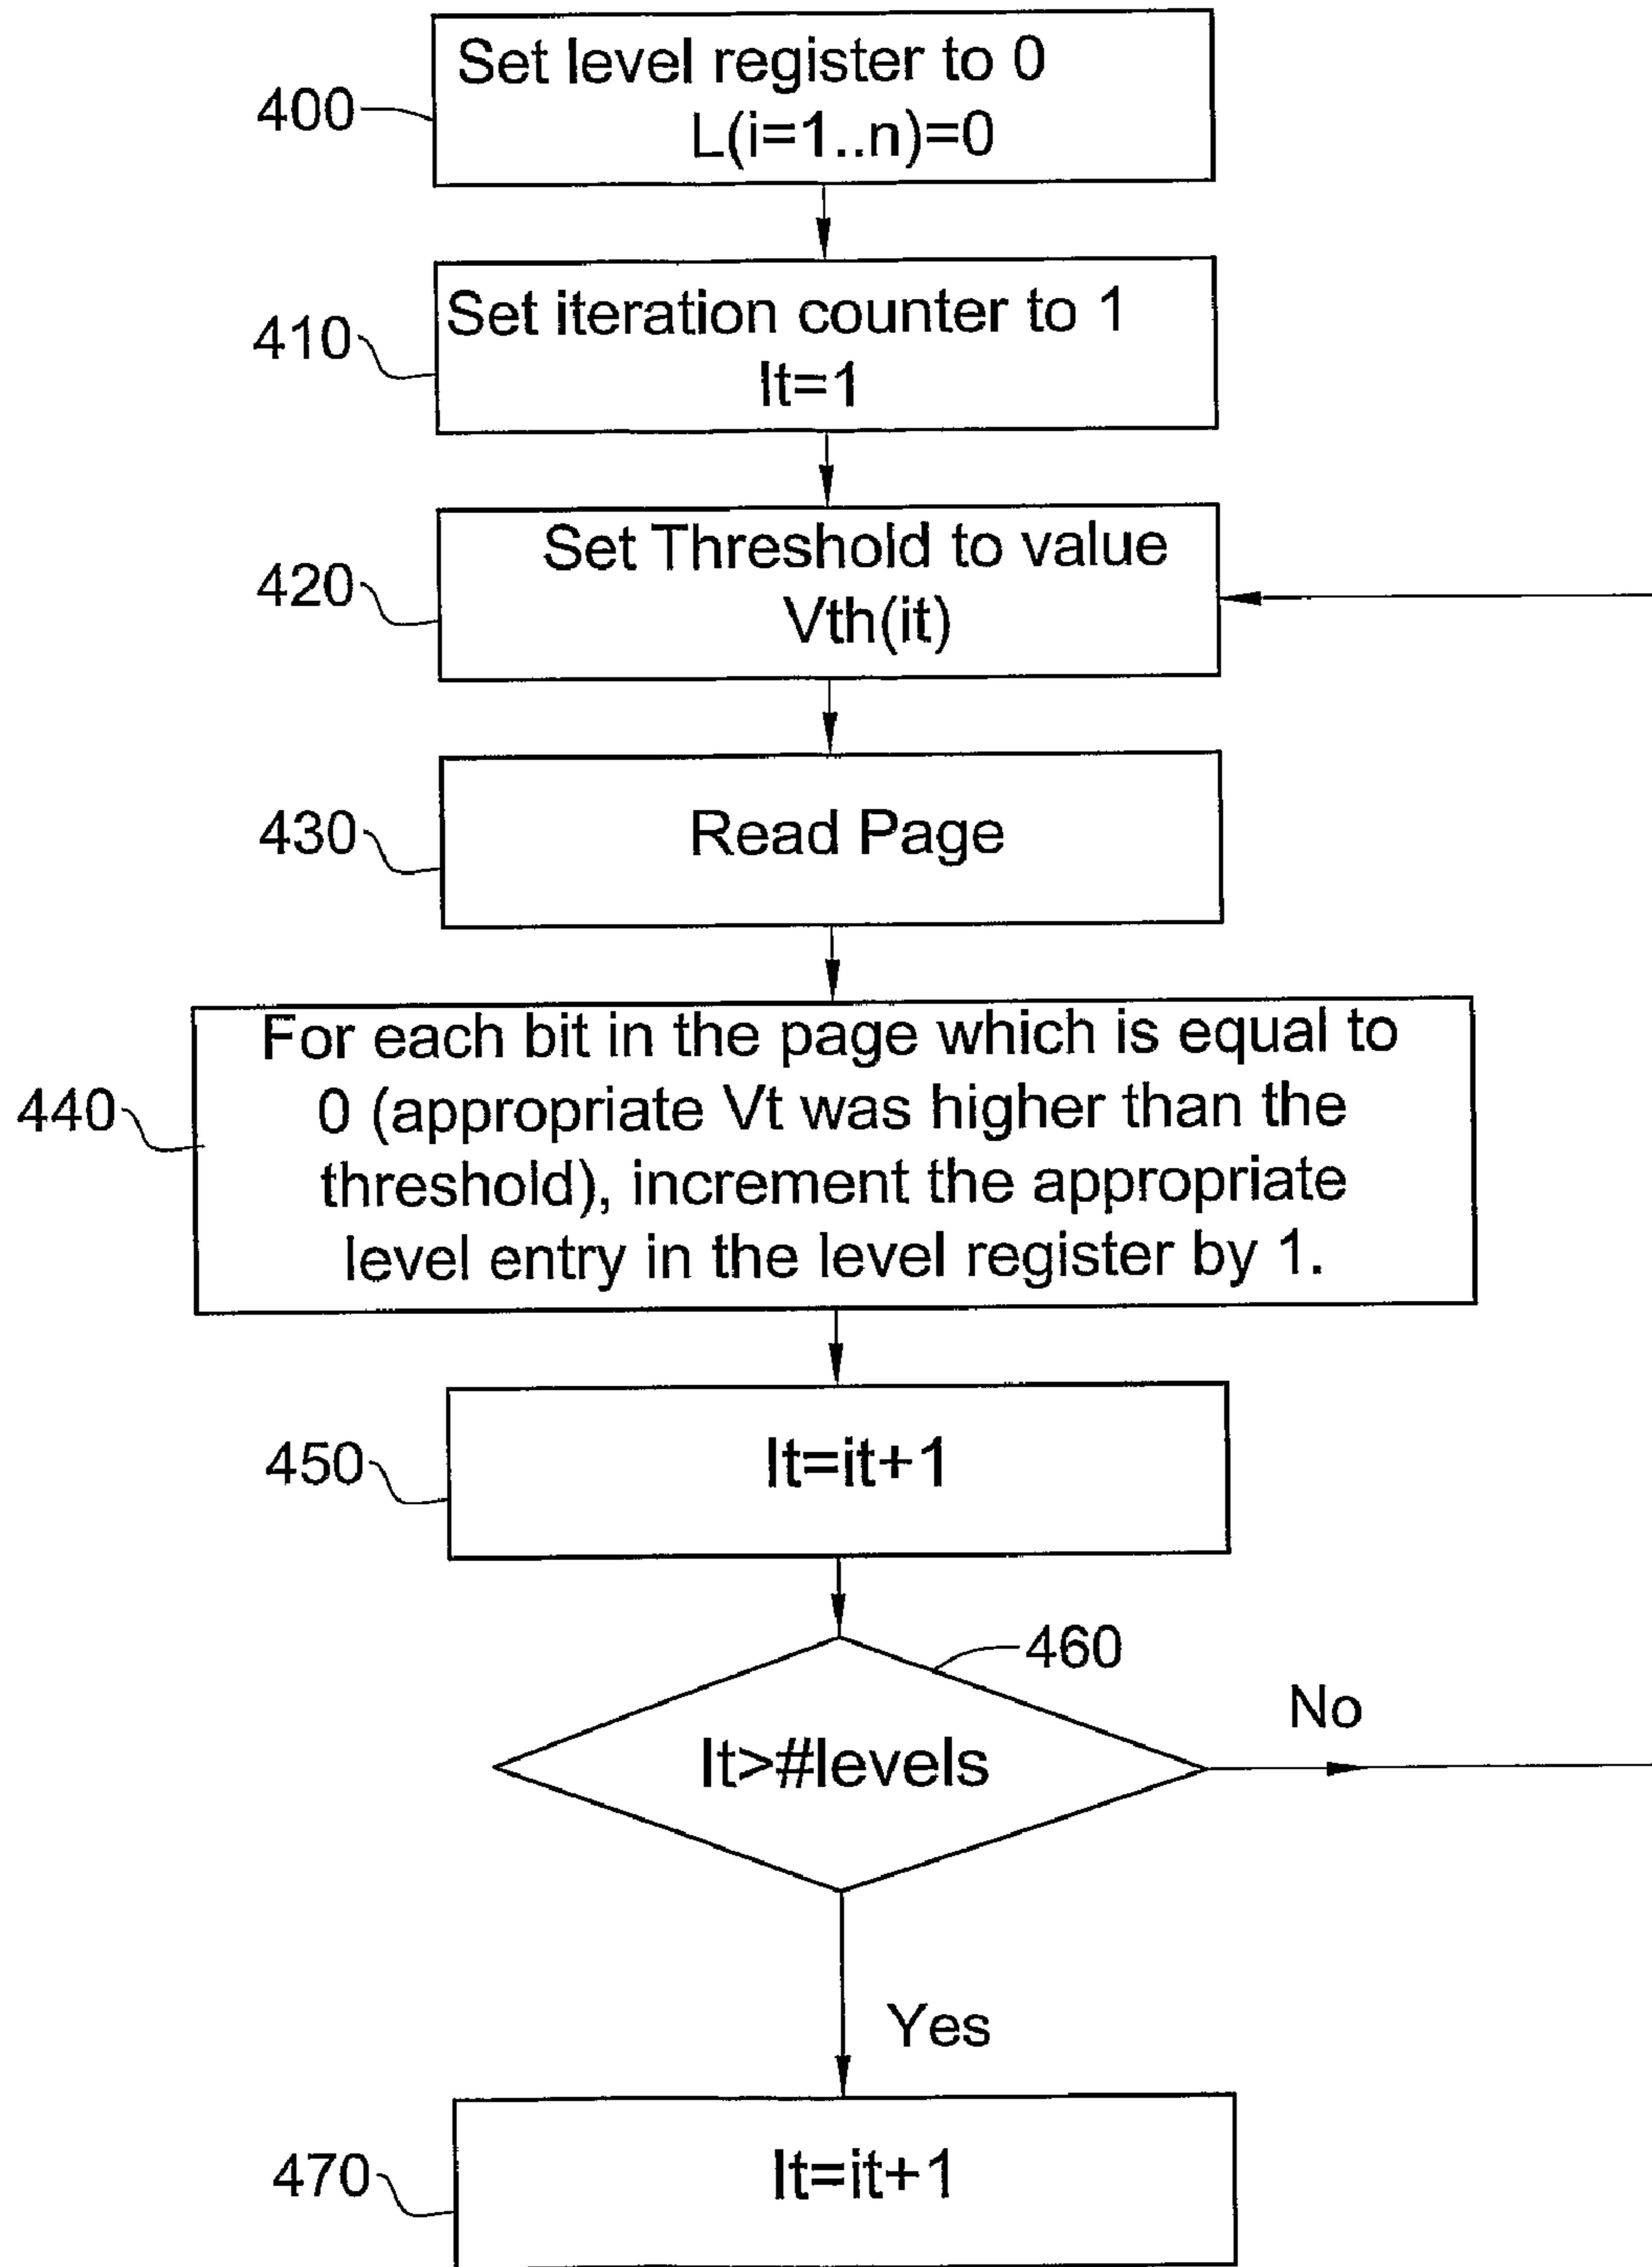 Set level register to 0
400
L(i=1..n)=0
Set iteration counter to 1
410
It=1
Set Threshold to value
420
Vth(it)
430
Read Page
For each bit in the page which is equal to
440
0 (appropriate Vt was higher than the
threshold), increment the appropriate
level entry in the level register by 1.
450
It=it+1
460
No
It>#levels
Yes
470
It=it+1